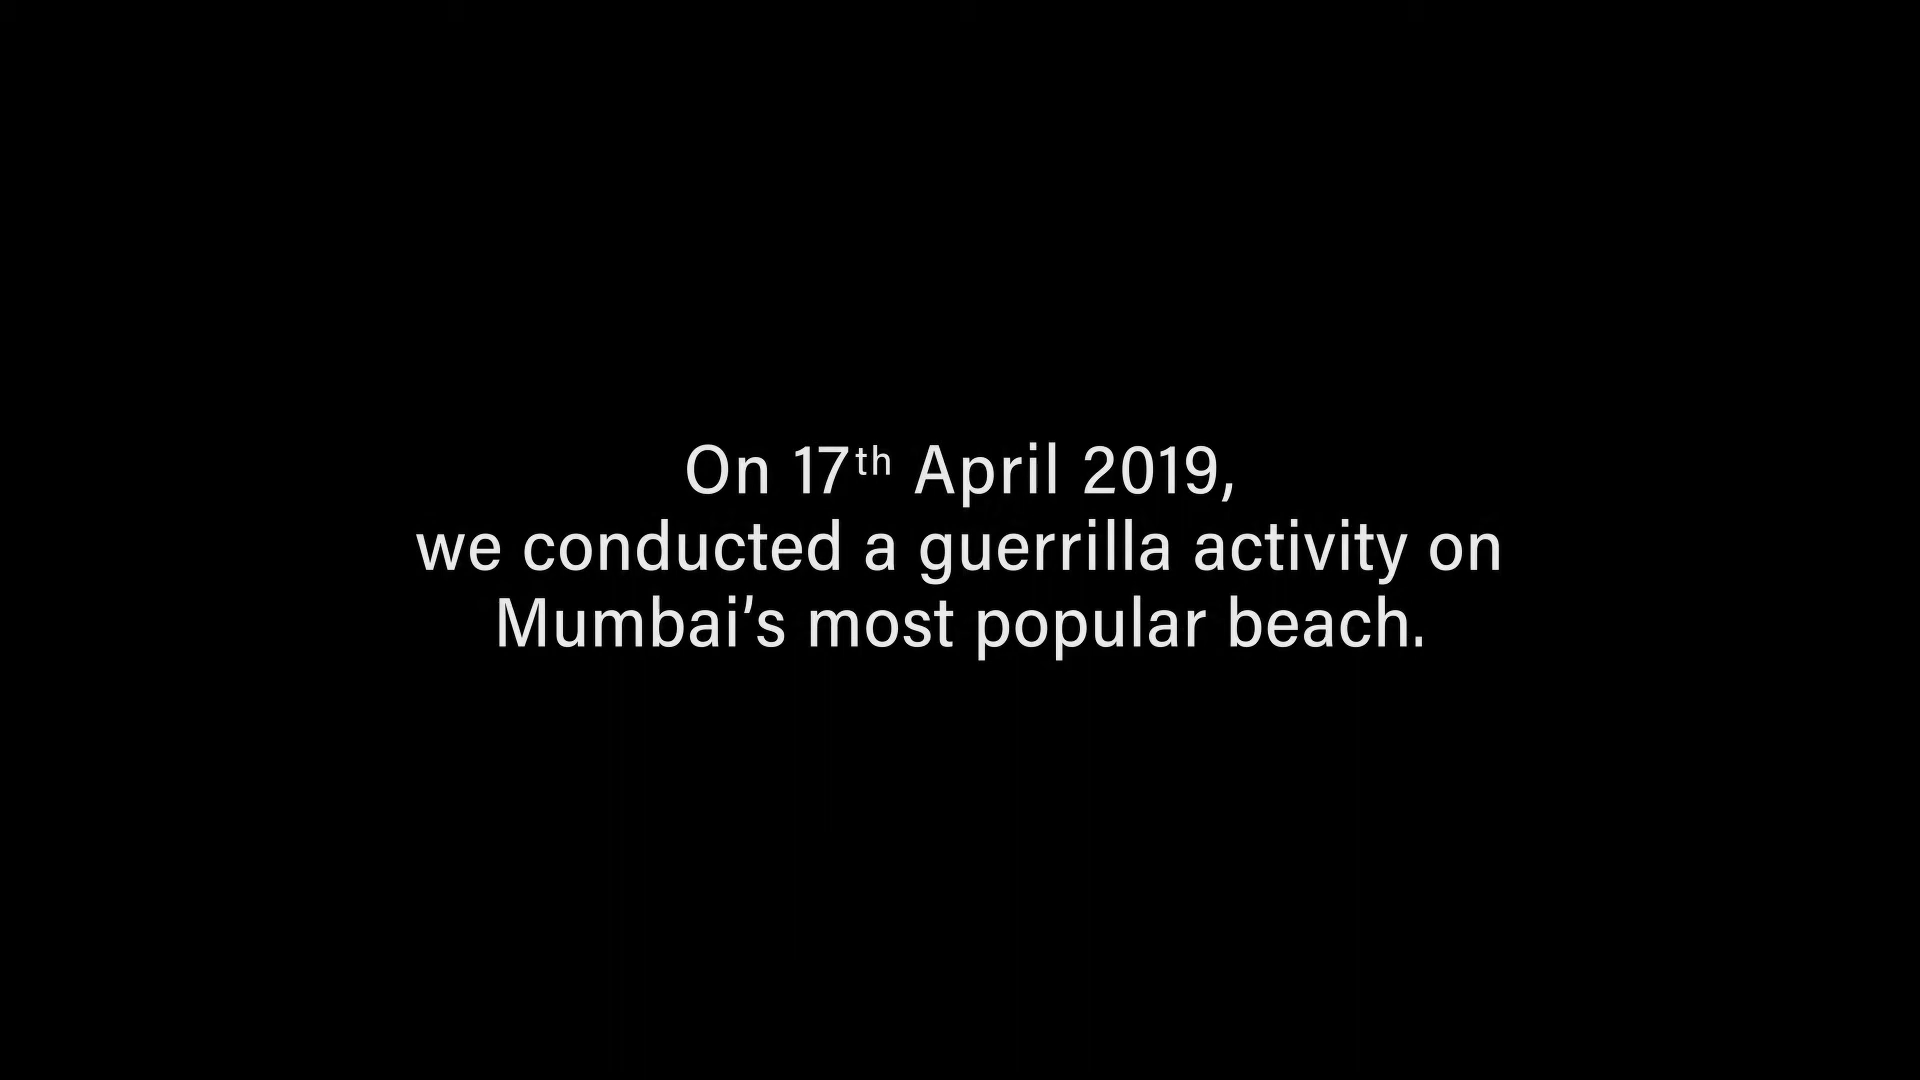 On 17th April 2019,
we conducted a guerrilla activity on
Mumbai’s most popular beach.